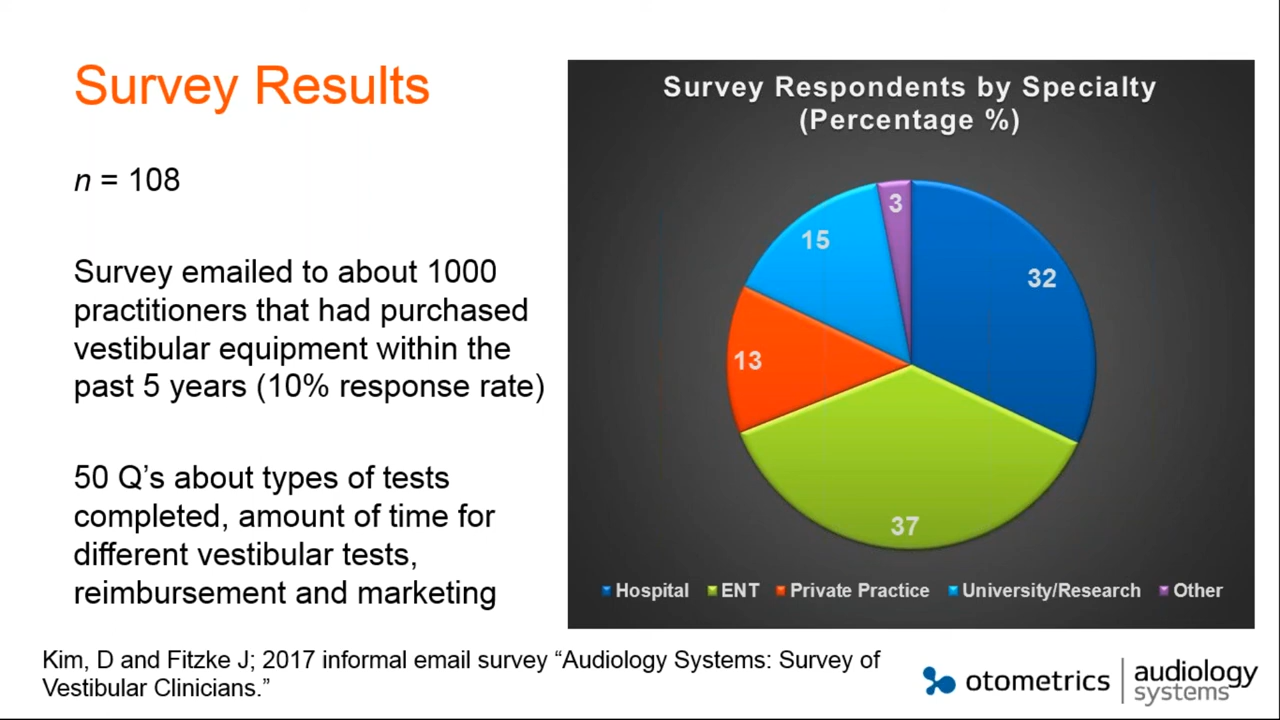 Survey Results
n = 108
Survey emailed to about 1000
practitioners that had purchased
vestibular equipment within the
past 5 years (10% response rate)
50 Q’s about types of tests
completed, amount of time for
different vestibular tests,
reimbursement and marketing
Survey Respondents by Specialty
(Percentage %)
3
15
32
13
37
Hospital ENT Private Practice University/Research Other
Kim, D and Fitzke J; 2017 informal email survey “Audiology Systems: Survey of
Vestibular Clinicians.”
otometrics
audiology
systems™